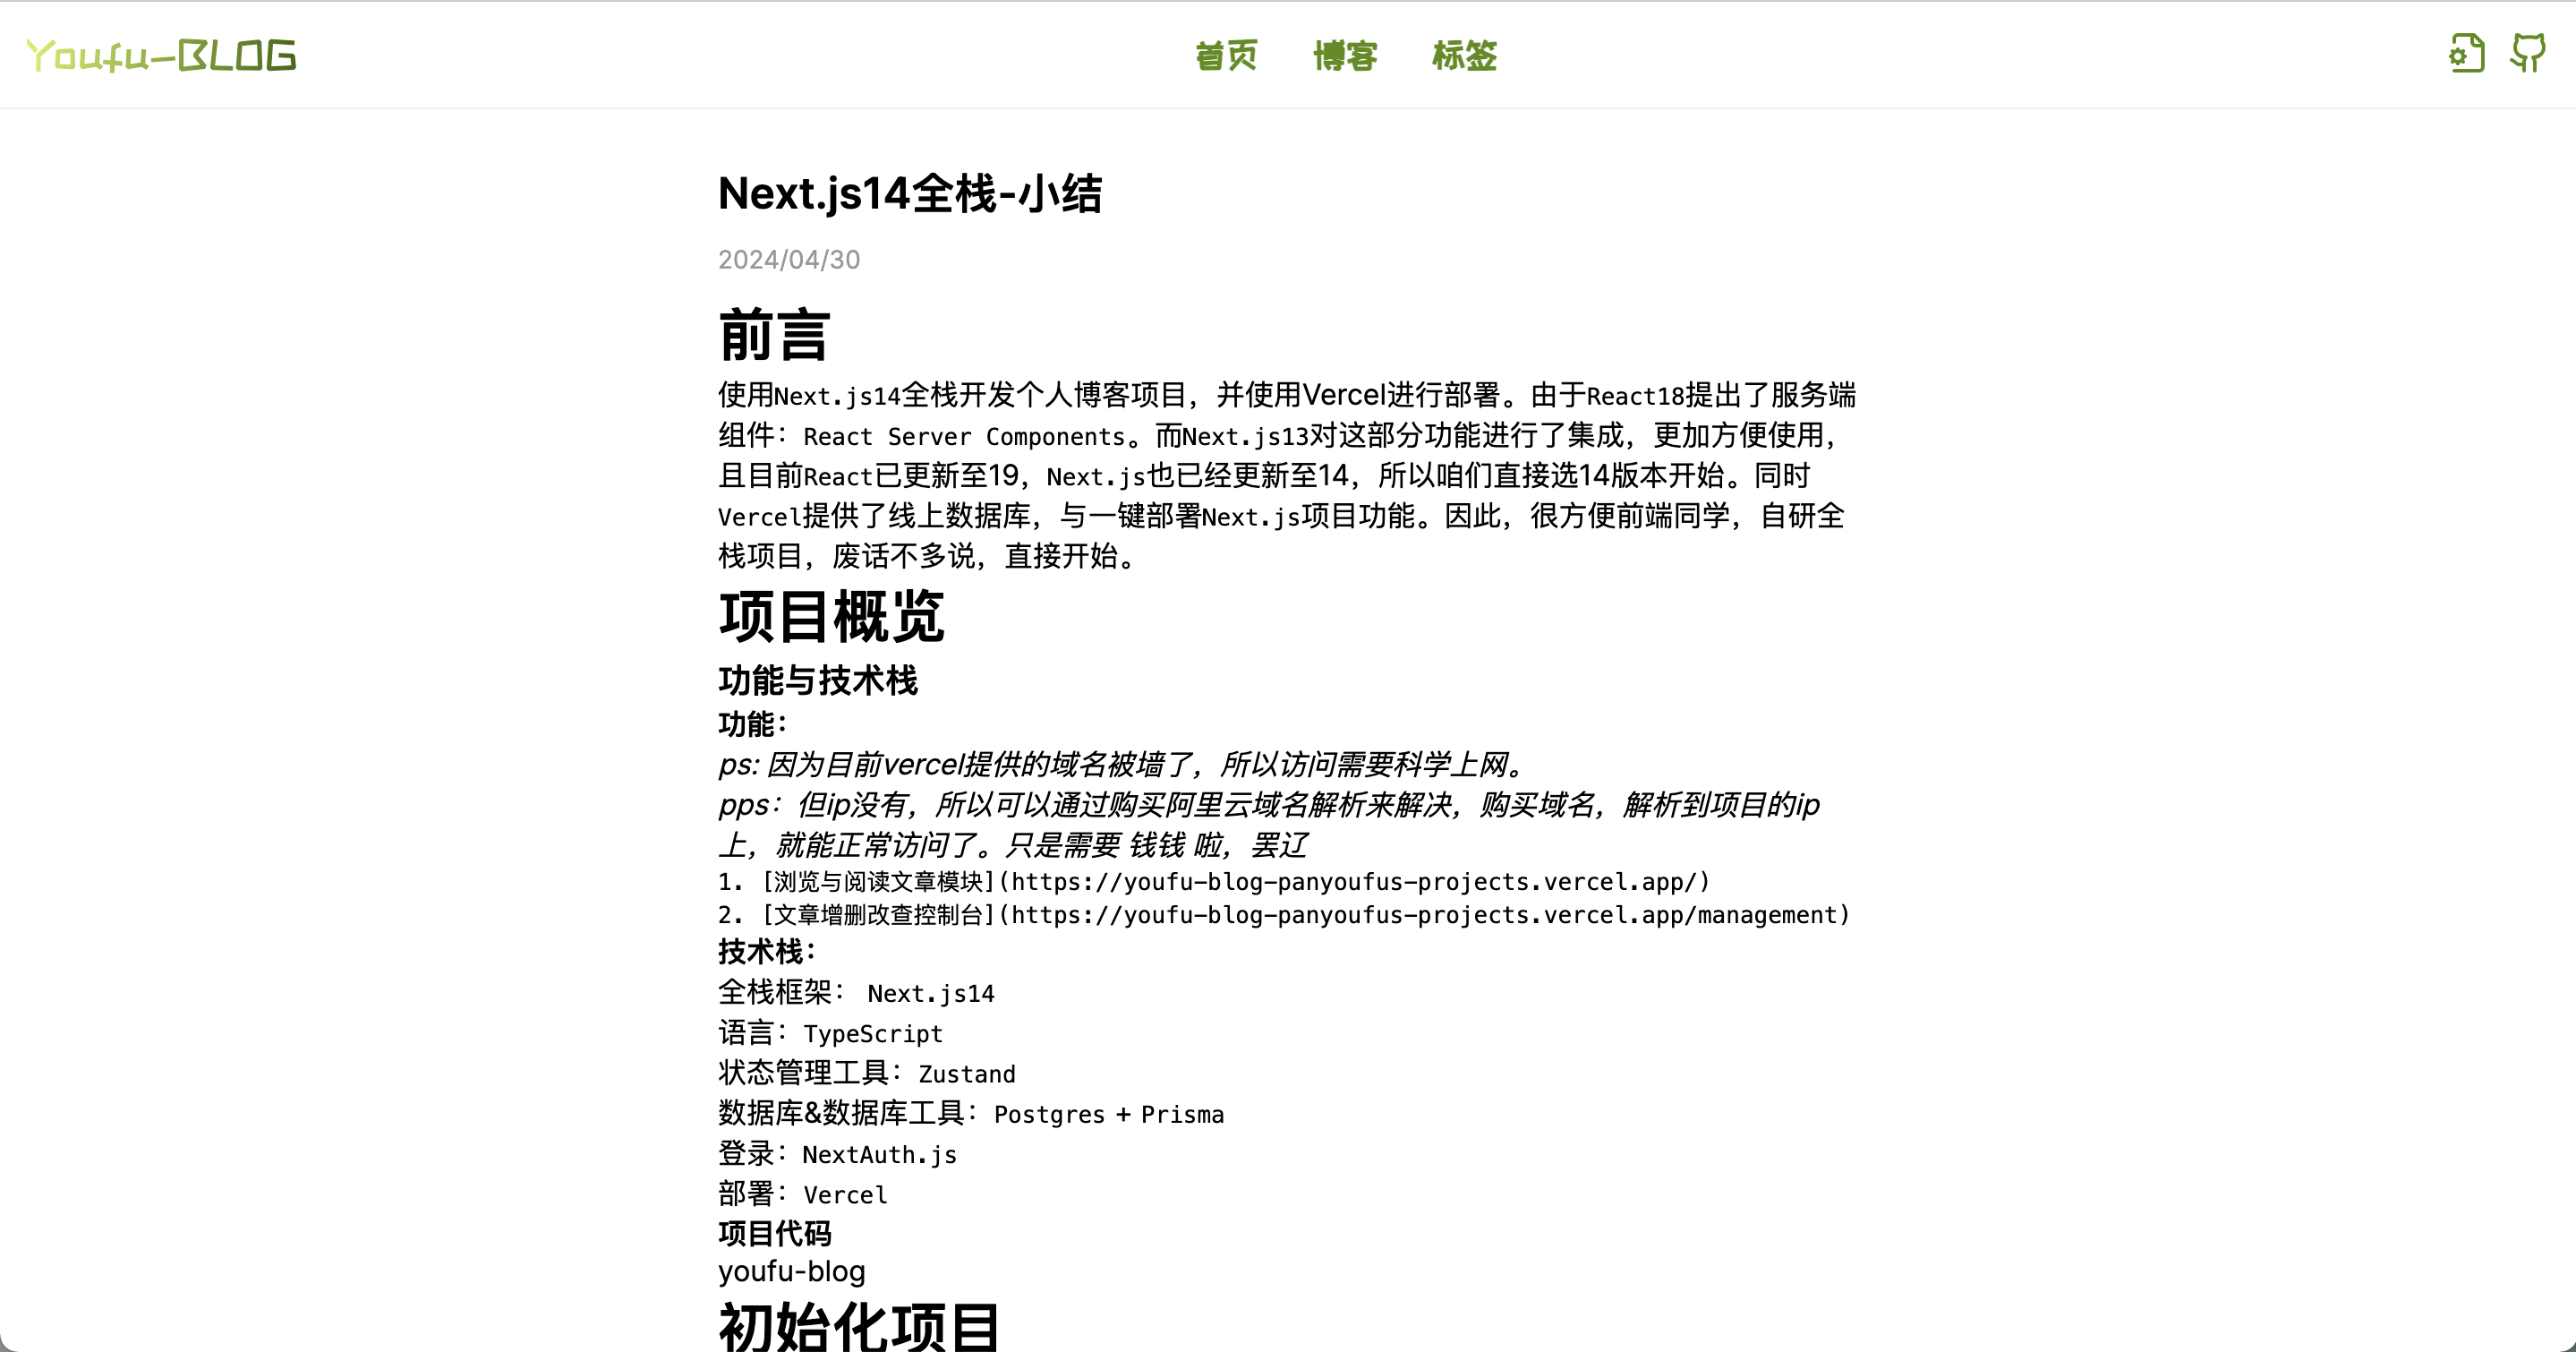 Youfu-BLOG
首页 博客 标签
Next.js14全栈-小结
2024/04/30
前言
使用Next.js14全栈开发个人博客项目，并使用Vercel进行部署。由于React18提出了服务端
组件：React Server Components。而Next.js13对这部分功能进行了集成，更加方便使用，
且目前React已更新至19，Next.js也已经更新至14，所以咱们直接选14版本开始。同时
Vercel提供了线上数据库，与一键部署Next.js项目功能。因此，很方便前端同学，自研全
栈项目，废话不多说，直接开始。
项目概览
功能与技术栈
功能：
ps: 因为目前vercel提供的域名被墙了，所以访问需要科学上网。
pps：但ip没有，所以可以通过购买阿里云域名解析来解决，购买域名，解析到项目的ip
上，就能正常访问了。只是需要 钱钱 啦，罢辽
1. [浏览与阅读文章模块](https://youfu-blog-panyoufus-projects.vercel.app/)
2. [文章增删改查控制台](https://youfu-blog-panyoufus-projects.vercel.app/management)
技术栈：
全栈框架： Next.js14
语言：TypeScript
状态管理工具：Zustand
数据库&数据库工具：Postgres + Prisma
登录：NextAuth.js
部署：Vercel
项目代码
youfu-blog
初始化项目